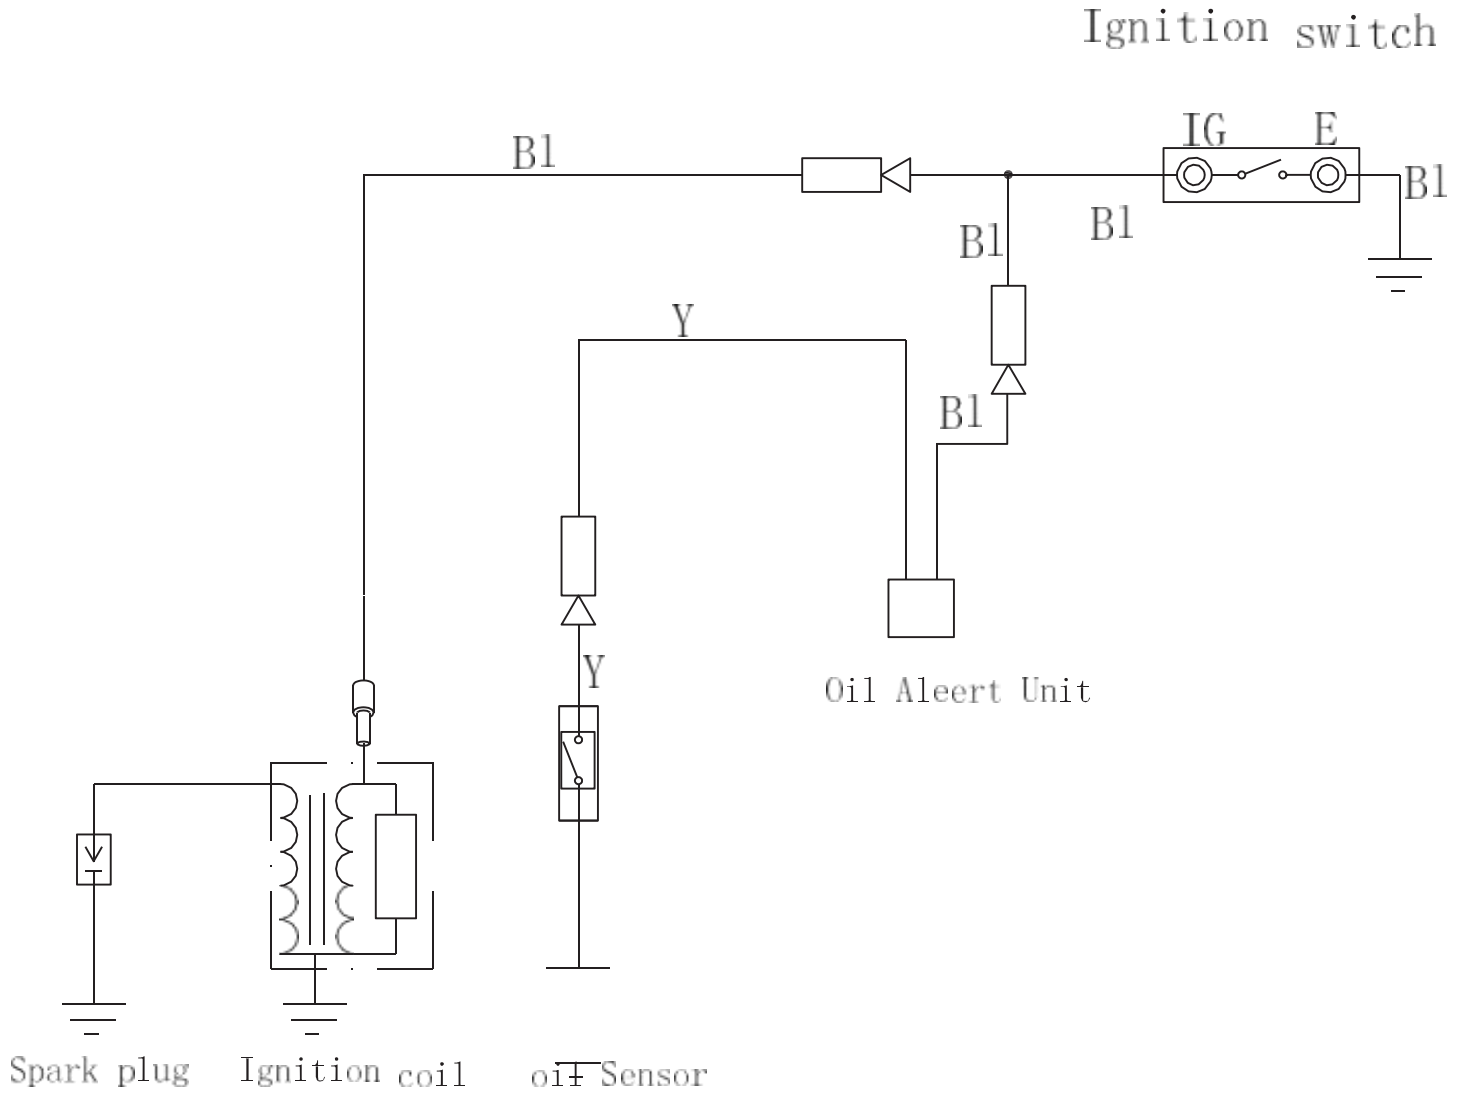 Ignition switch
IG E
Bl
Bl
Bl
Bl
Y
Bl
Y
Oil Aleert Unit
Spark plug Ignition coil oil Sensor